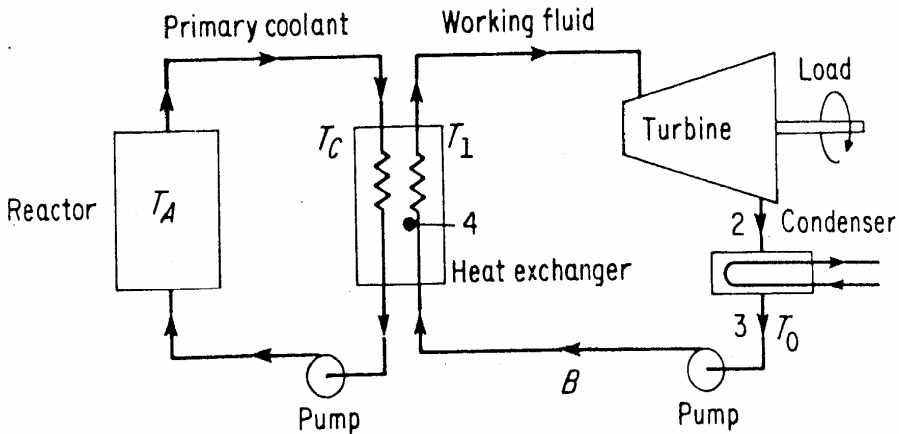 Primary coolant
Working fluid
Load
T_C
T_1
Turbine
Reactor
T_A
4
2
Condenser
Heat exchanger
3
T_0
B
Pump
Pump